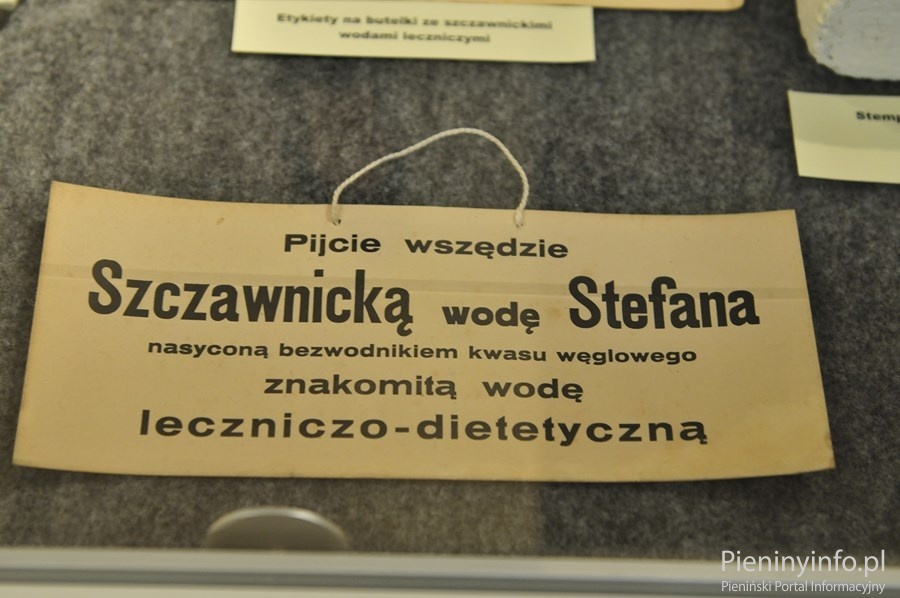 Etykiety na butelki ze szczawnickimi
wodami leczniczymi
Pijcie wszędzie
Szczawnicką wodę Stefana
nasyconą bezwodnikiem kwasu węglowego
znakomitą wodę
leczniczo-dietetyczną
Pieninyinfo.pl
Pieniński Portal Informacyjny